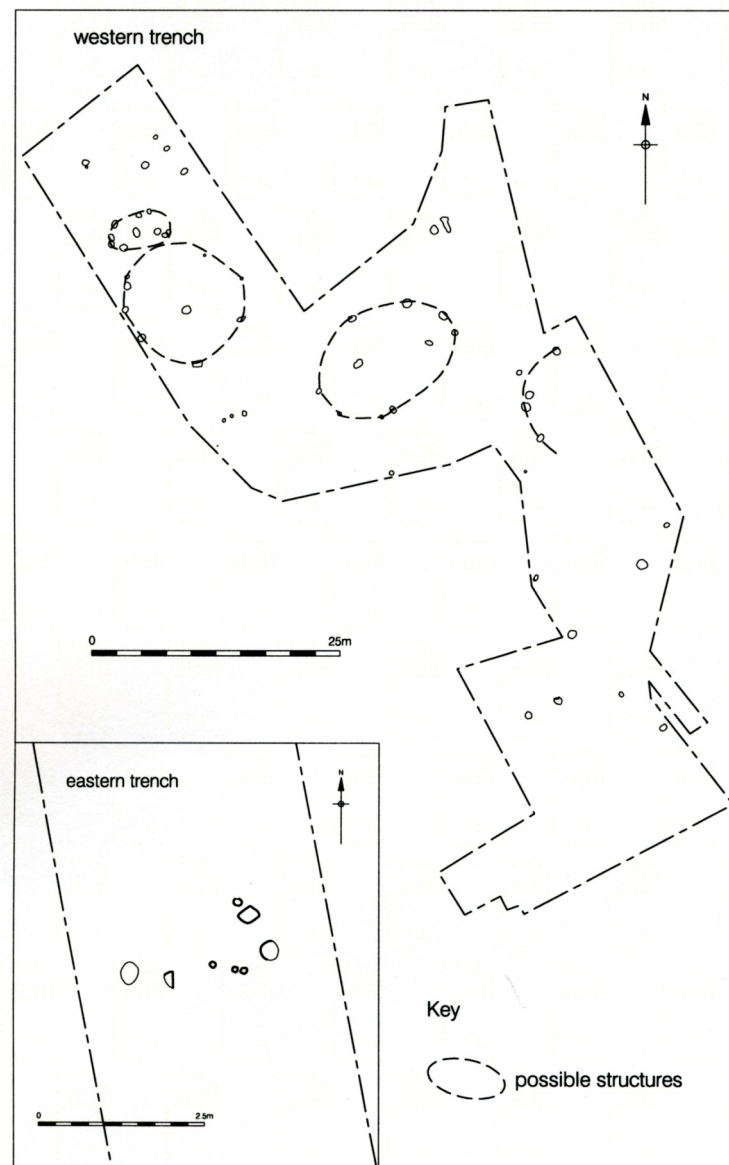 western trench
N
0 25m
eastern trench
N
0 2.5m
Key
possible structures